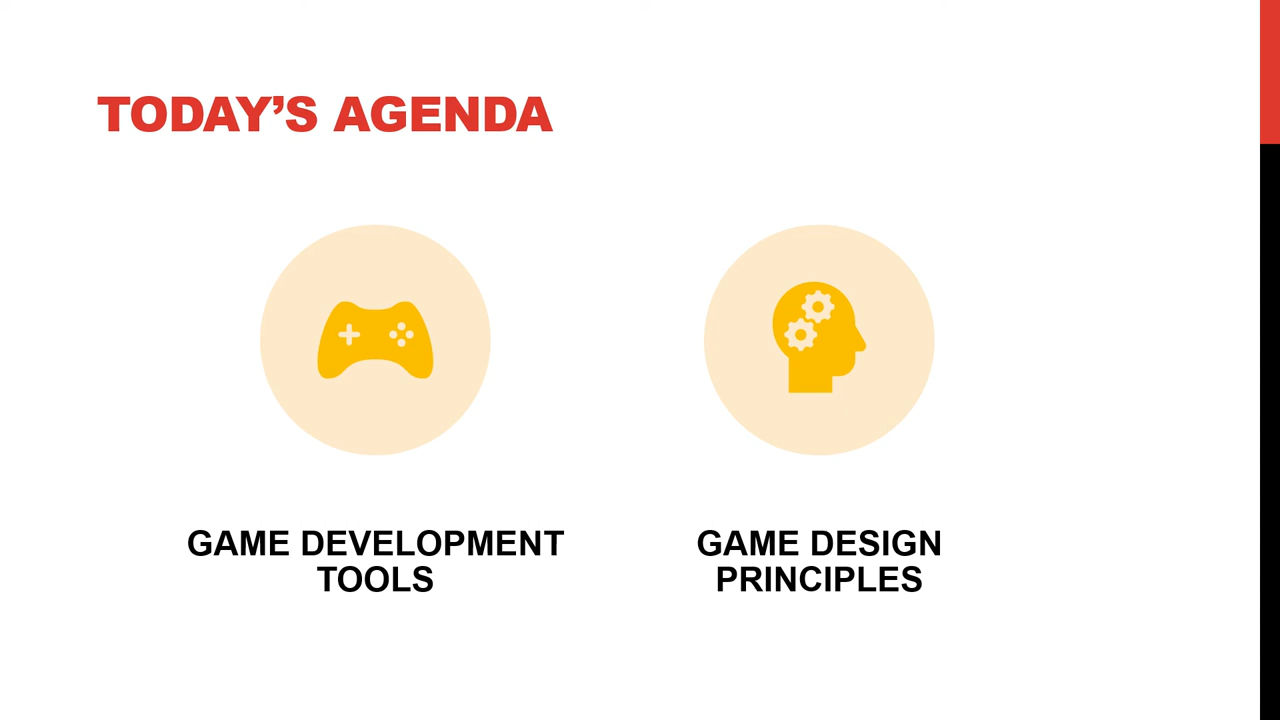 TODAY’S AGENDA
GAME DEVELOPMENT
TOOLS
GAME DESIGN
PRINCIPLES